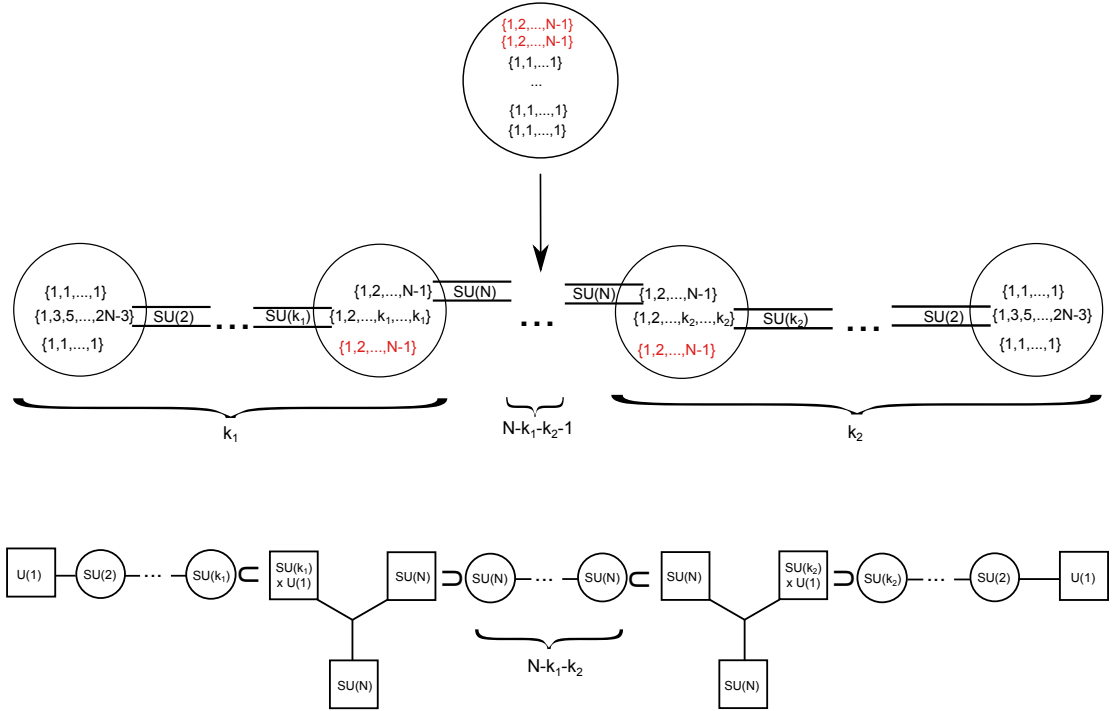 {1,2,...,N-1}
{1,2,...,N-1}
{1,1,...1}
...
{1,1,...,1}
{1,1,...,1}
{1,1,...,1}
{1,3,5,...,2N-3}
{1,1,...,1}
SU(2)
...
SU(k₁)
{1,2,...,N-1}
{1,2,...,k₁,...,k₁}
{1,2,...,N-1}
SU(N)
...
SU(N)
{1,2,...,N-1}
{1,2,...,k₂,...,k₂}
{1,2,...,N-1}
SU(k₂)
...
SU(2)
{1,1,...,1}
{1,3,5,...,2N-3}
{1,1,...,1}
k₁
N-k₁-k₂-1
k₂
U(1)
SU(2)
...
SU(k₁)
SU(k₁)
x U(1)
SU(N)
SU(N)
...
SU(N)
SU(N)
SU(k₂)
x U(1)
SU(k₂)
...
SU(2)
U(1)
SU(N)
N-k₁-k₂
SU(N)